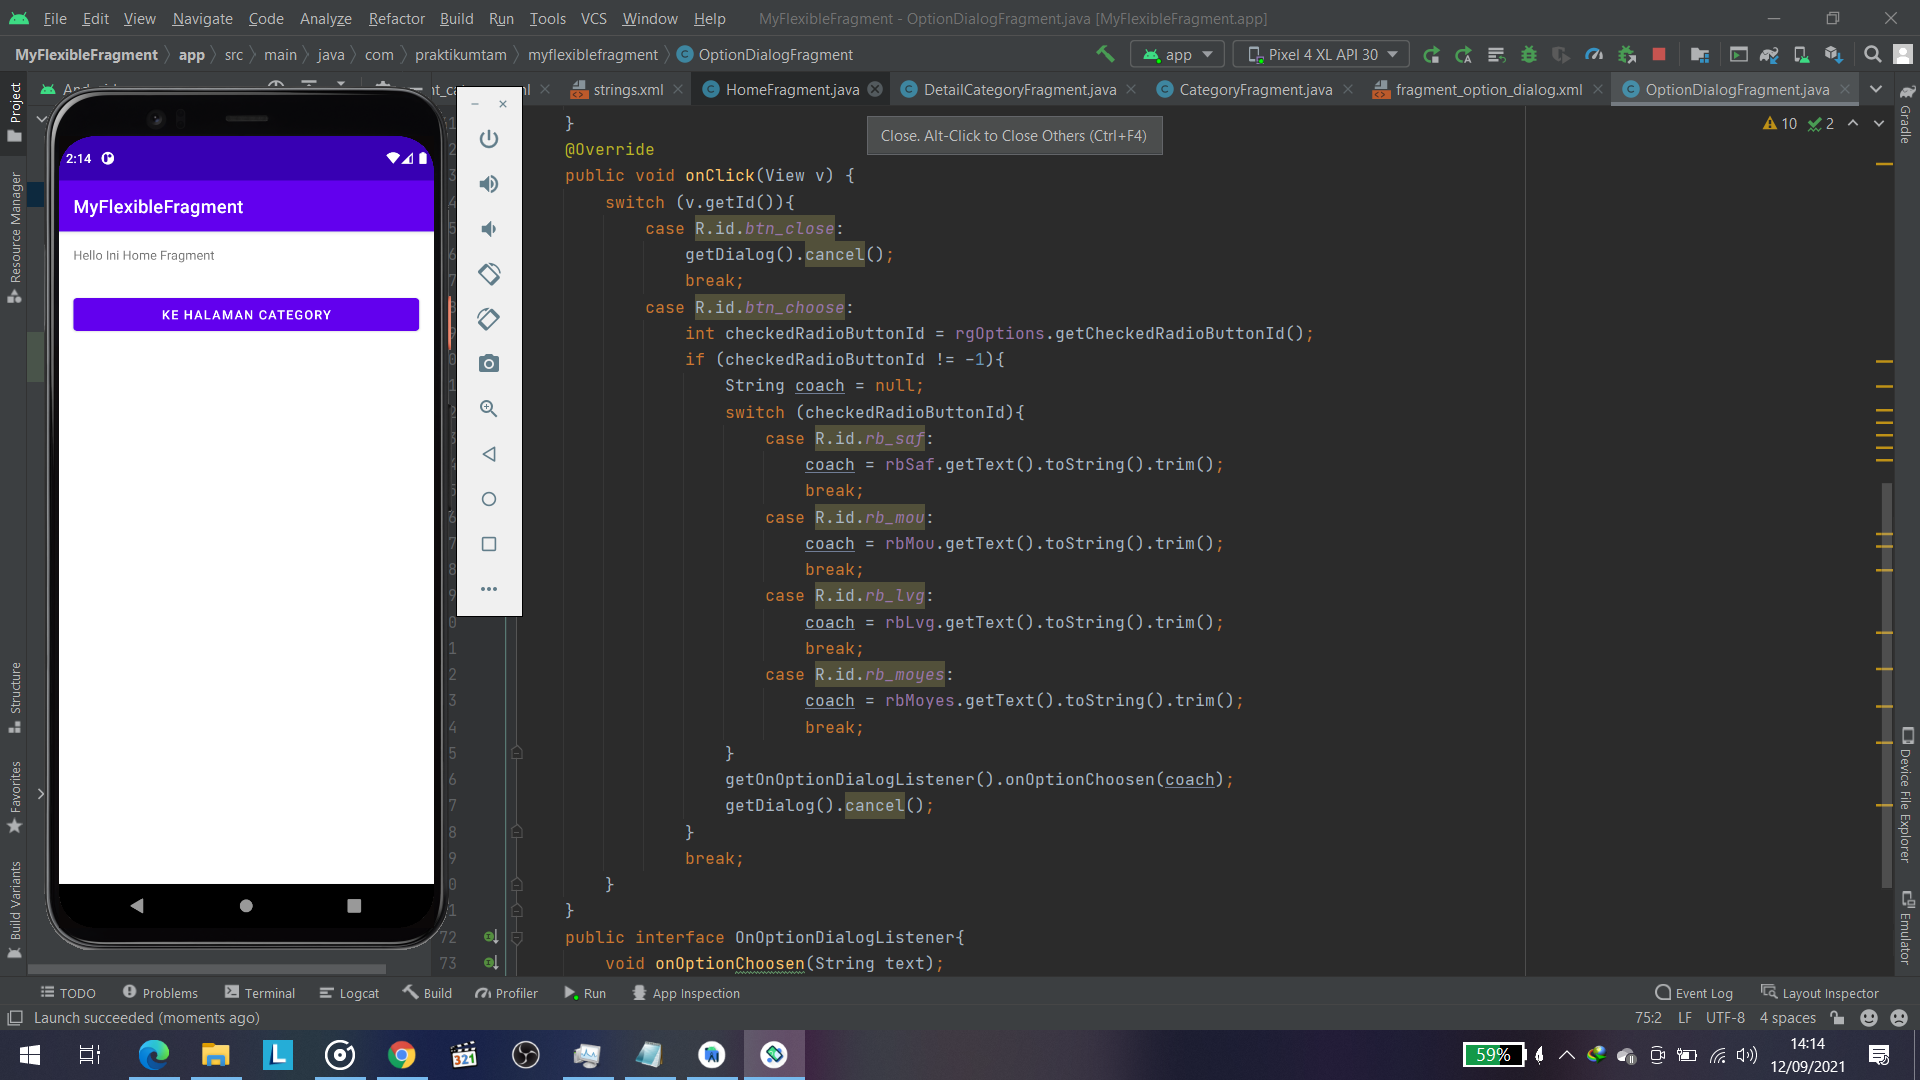 File Edit View Navigate Code Analyze Refactor Build Run Tools VCS Window Help MyFlexibleFragment - OptionDialogFragment.java [MyFlexibleFragment.app]
MyFlexibleFragment app src main java com praktikumtam myflexiblefragment OptionDialogFragment app Pixel 4 XL API 30
strings.xml HomeFragment.java DetailCategoryFragment.java CategoryFragment.java fragment_option_dialog.xml OptionDialogFragment.java
Close. Alt-Click to Close Others (Ctrl+F4)
10 2
Project
Resource Manager
Structure
Favorites
Build Variants
Gradle
Device File Explorer
Emulator
2:14
MyFlexibleFragment
Hello Ini Home Fragment
KE HALAMAN CATEGORY
}
@Override
public void onClick(View v) {
switch (v.getId()){
case R.id.btn_close:
getDialog().cancel();
break;
case R.id.btn_choose:
int checkedRadioButtonId = rgOptions.getCheckedRadioButtonId();
if (checkedRadioButtonId != -1){
String coach = null;
switch (checkedRadioButtonId){
case R.id.rb_saf:
coach = rbSaf.getText().toString().trim();
break;
case R.id.rb_mou:
coach = rbMou.getText().toString().trim();
break;
case R.id.rb_lvg:
coach = rbLvg.getText().toString().trim();
break;
case R.id.rb_moyes:
coach = rbMoyes.getText().toString().trim();
break;
}
getOnOptionDialogListener().onOptionChoosen(coach);
getDialog().cancel();
}
break;
}
}
72 public interface OnOptionDialogListener{
73 void onOptionChoosen(String text);
TODO Problems Terminal Logcat Build Profiler Run App Inspection Event Log Layout Inspector
Launch succeeded (moments ago) 75:2 LF UTF-8 4 spaces
L 321 59% 14:14
12/09/2021